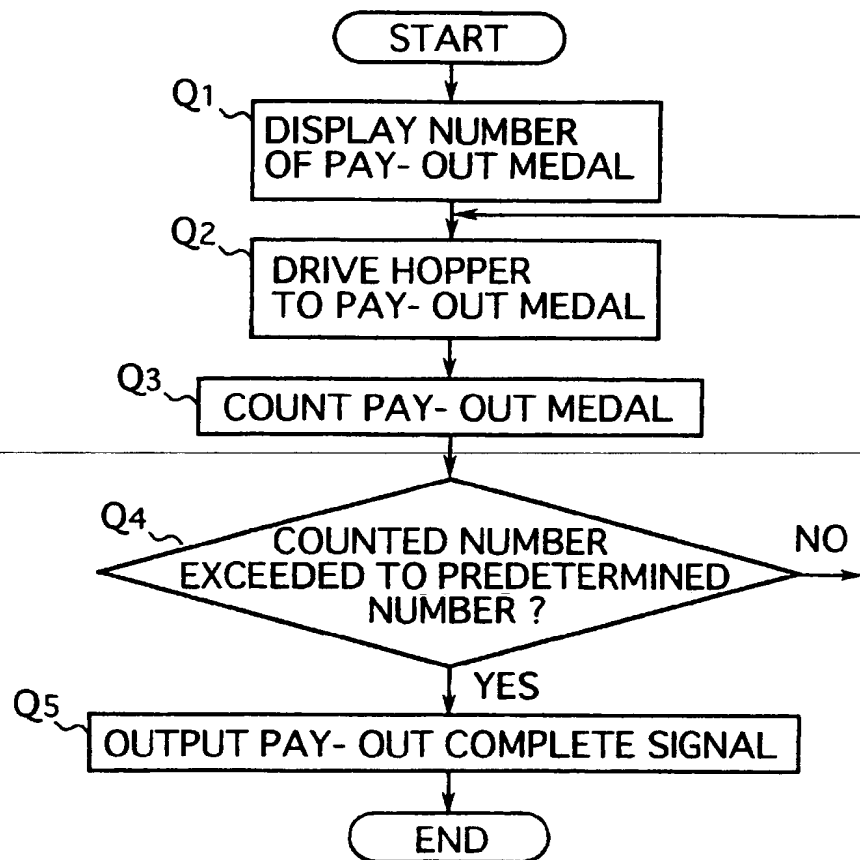 START
Q1
DISPLAY NUMBER
OF PAY- OUT MEDAL
Q2
DRIVE HOPPER
TO PAY- OUT MEDAL
Q3
COUNT PAY- OUT MEDAL
Q4
COUNTED NUMBER
EXCEEDED TO PREDETERMINED
NUMBER ?
NO
YES
Q5
OUTPUT PAY- OUT COMPLETE SIGNAL
END